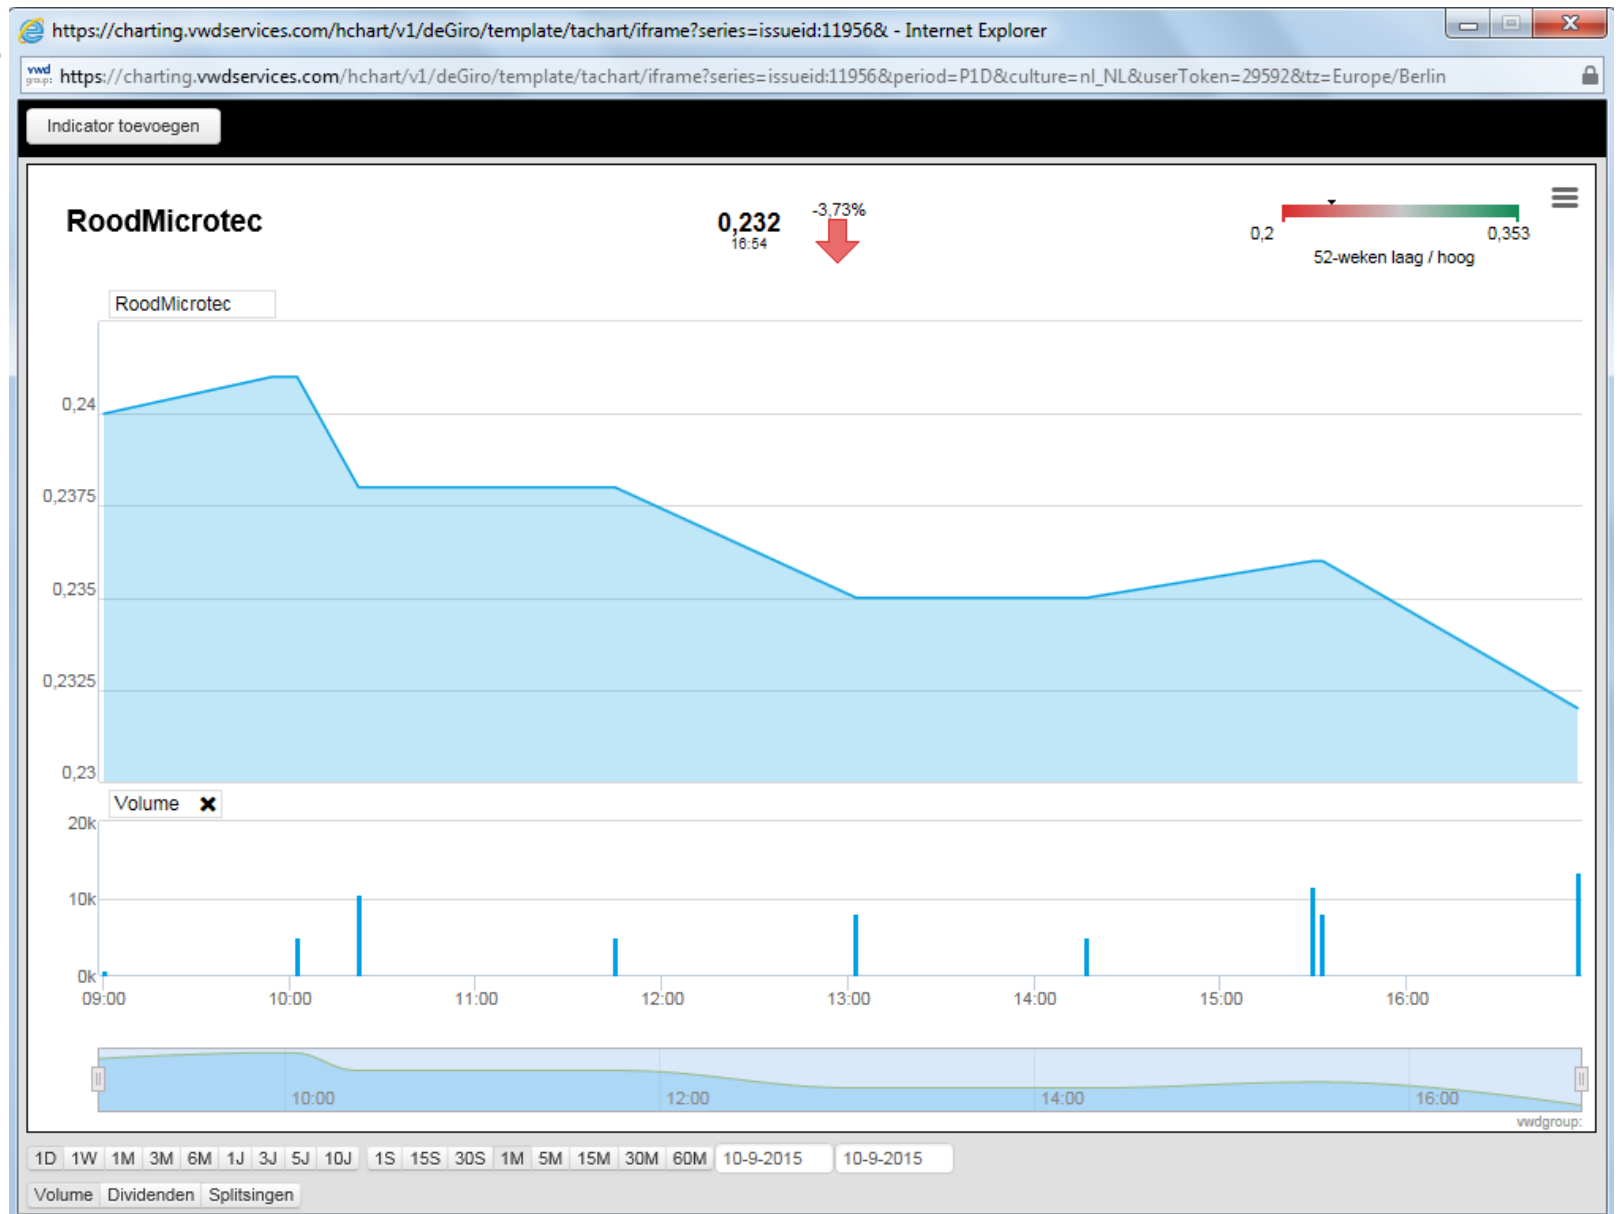 https://charting.vwdservices.com/hchart/v1/deGiro/template/tachart/iframe?series=issueid:11956& - Internet Explorer
vwd group: https://charting.vwdservices.com/hchart/v1/deGiro/template/tachart/iframe?series=issueid:11956&period=P1D&culture=nl_NL&userToken=29592&tz=Europe/Berlin
Indicator toevoegen
RoodMicrotec
0,232
16:54
-3,73%
0,2 0,353
52-weken laag / hoog
RoodMicrotec
0,24
0,2375
0,235
0,2325
0,23
Volume
20k
10k
0k
09:00 10:00 11:00 12:00 13:00 14:00 15:00 16:00
10:00 12:00 14:00 16:00
vwdgroup:
1D 1W 1M 3M 6M 1J 3J 5J 10J 1S 15S 30S 1M 5M 15M 30M 60M 10-9-2015 10-9-2015
Volume Dividenden Splitsingen